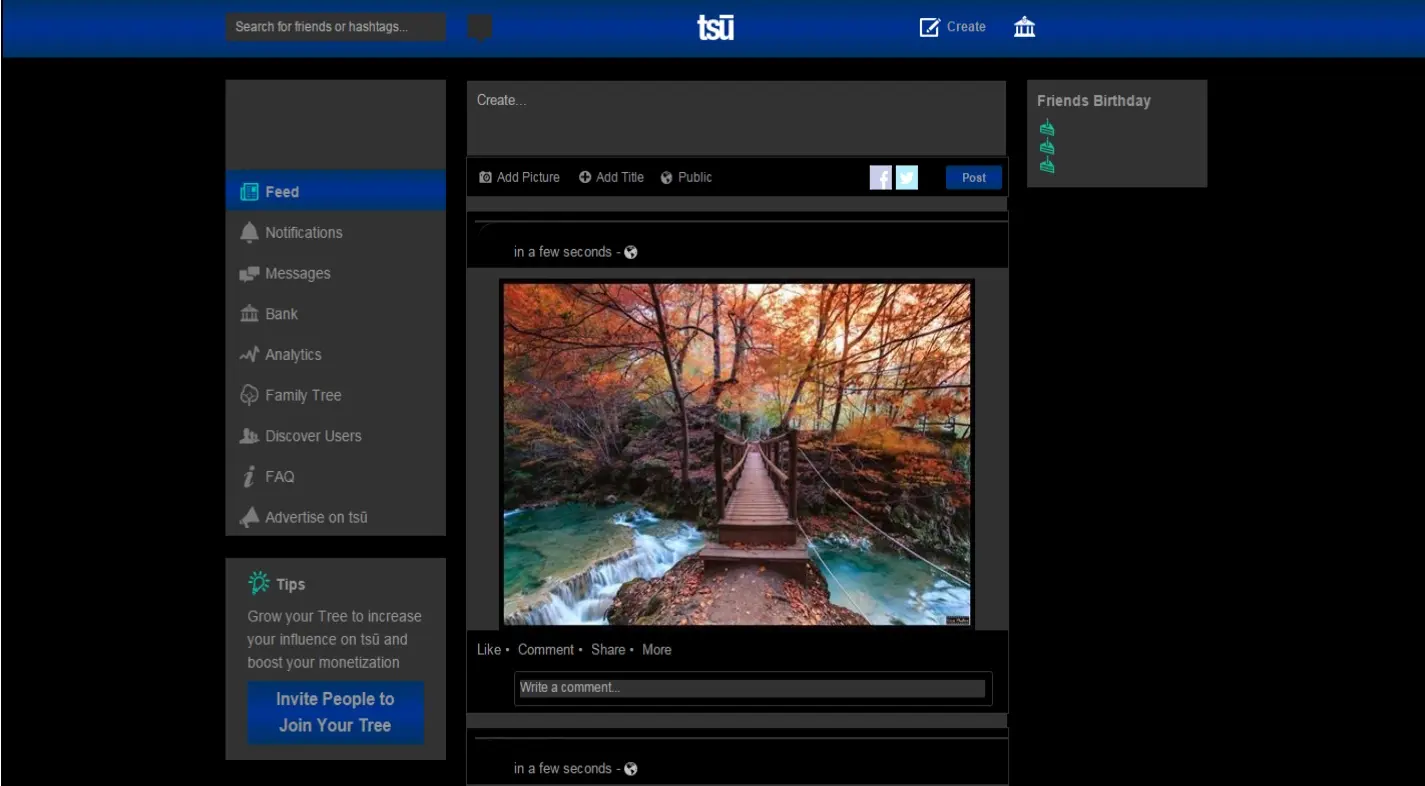 Search for friends or hashtags...
tsū
Create
Feed
Notifications
Messages
Bank
Analytics
Family Tree
Discover Users
FAQ
Advertise on tsū
Tips
Grow your Tree to increase
your influence on tsū and
boost your monetization
Invite People to
Join Your Tree
Create...
Add Picture
Add Title
Public
Post
in a few seconds -
Like • Comment • Share • More
Write a comment...
in a few seconds -
Friends Birthday